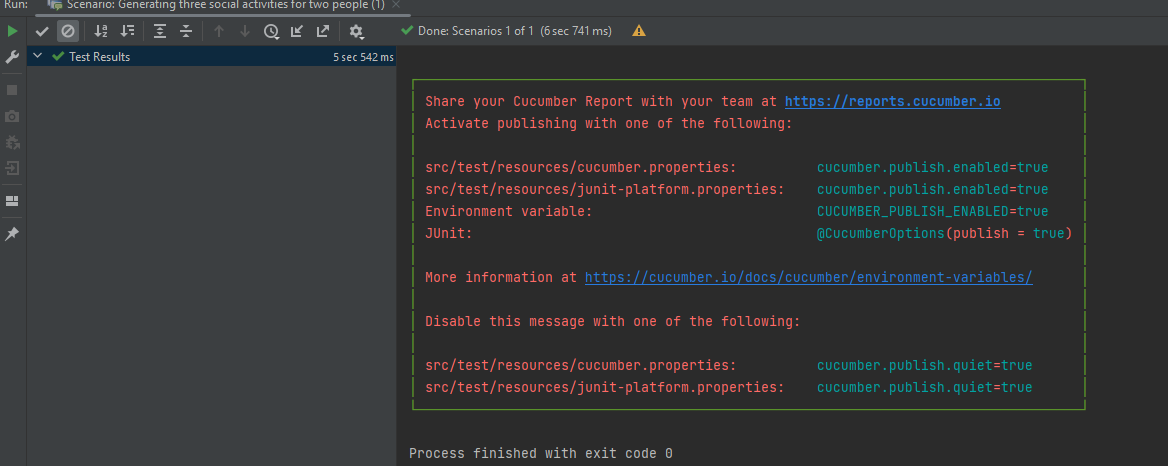 Run: Scenario: Generating three social activities for two people (1) ×
Done: Scenarios 1 of 1 (6 sec 741 ms)
Test Results 5 sec 542 ms
Share your Cucumber Report with your team at https://reports.cucumber.io
Activate publishing with one of the following:
src/test/resources/cucumber.properties: cucumber.publish.enabled=true
src/test/resources/junit-platform.properties: cucumber.publish.enabled=true
Environment variable: CUCUMBER_PUBLISH_ENABLED=true
JUnit: @CucumberOptions(publish = true)
More information at https://cucumber.io/docs/cucumber/environment-variables/
Disable this message with one of the following:
src/test/resources/cucumber.properties: cucumber.publish.quiet=true
src/test/resources/junit-platform.properties: cucumber.publish.quiet=true
Process finished with exit code 0